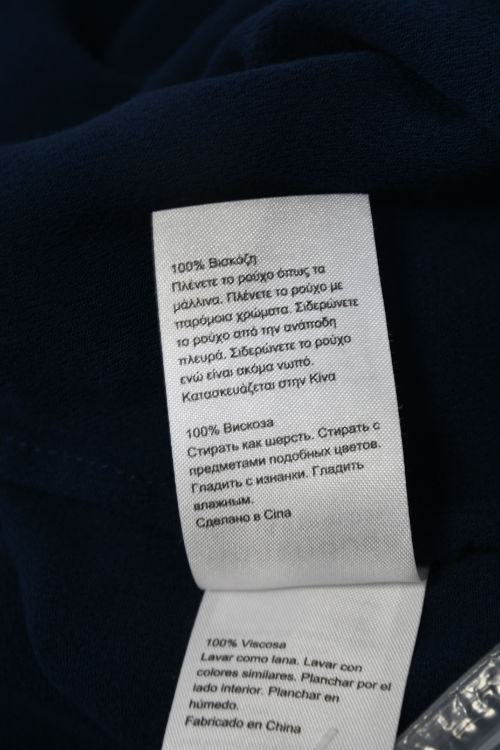 100% Βισκόζη
Πλένετε το ρούχο όπως τα
μάλλινα. Πλένετε το ρούχο με
παρόμοια χρώματα. Σιδερώνετε
το ρούχο από την ανάποδη
πλευρά. Σιδερώνετε το ρούχο
ενώ είναι ακόμα νωπό.
Κατασκευάζεται στην Κίνα
100% Вискоза
Стирать как шерсть. Стирать с
предметами подобных цветов.
Гладить с изнанки. Гладить
влажным.
Сделано в Cina
100% Viscosa
Lavar como lana. Lavar con
colores similares. Planchar por el
lado interior. Planchar en
húmedo.
Fabricado en China